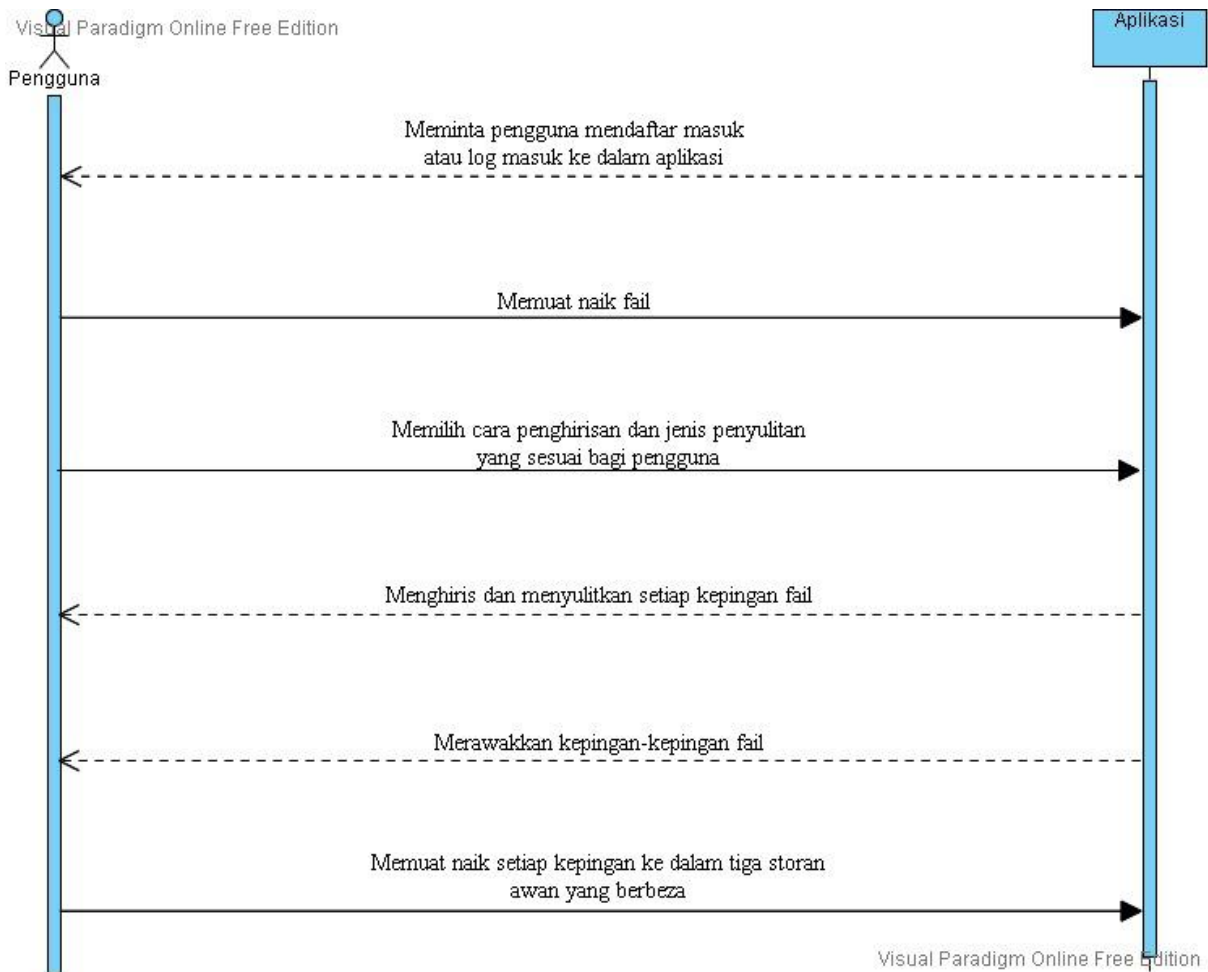 Visual Paradigm Online Free Edition
Aplikasi
Pengguna
Meminta pengguna mendaftar masuk
atau log masuk ke dalam aplikasi
Memuat naik fail
Memilih cara penghirisan dan jenis penyulitan
yang sesuai bagi pengguna
Menghiris dan menyulitkan setiap kepingan fail
Merawakkan kepingan-kepingan fail
Memuat naik setiap kepingan ke dalam tiga storan
awan yang berbeza
Visual Paradigm Online Free Edition